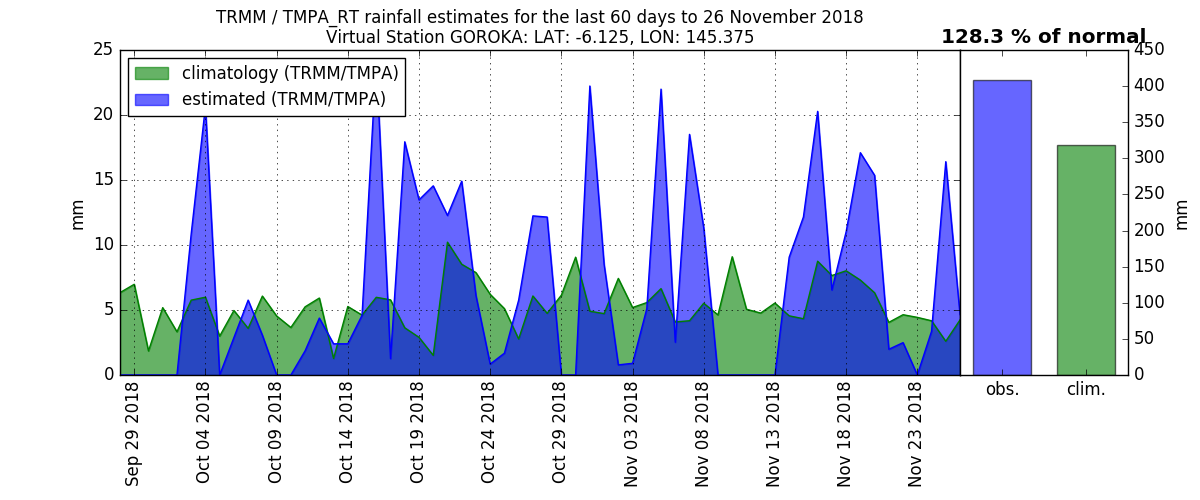 TRMM / TMPA_RT rainfall estimates for the last 60 days to 26 November 2018
Virtual Station GOROKA: LAT: -6.125, LON: 145.375
128.3 % of normal
climatology (TRMM/TMPA)
estimated (TRMM/TMPA)
25
20
15
10
5
0
mm
450
400
350
300
250
200
150
100
50
0
mm
obs.
clim.
Sep 29 2018
Oct 04 2018
Oct 09 2018
Oct 14 2018
Oct 19 2018
Oct 24 2018
Oct 29 2018
Nov 03 2018
Nov 08 2018
Nov 13 2018
Nov 18 2018
Nov 23 2018